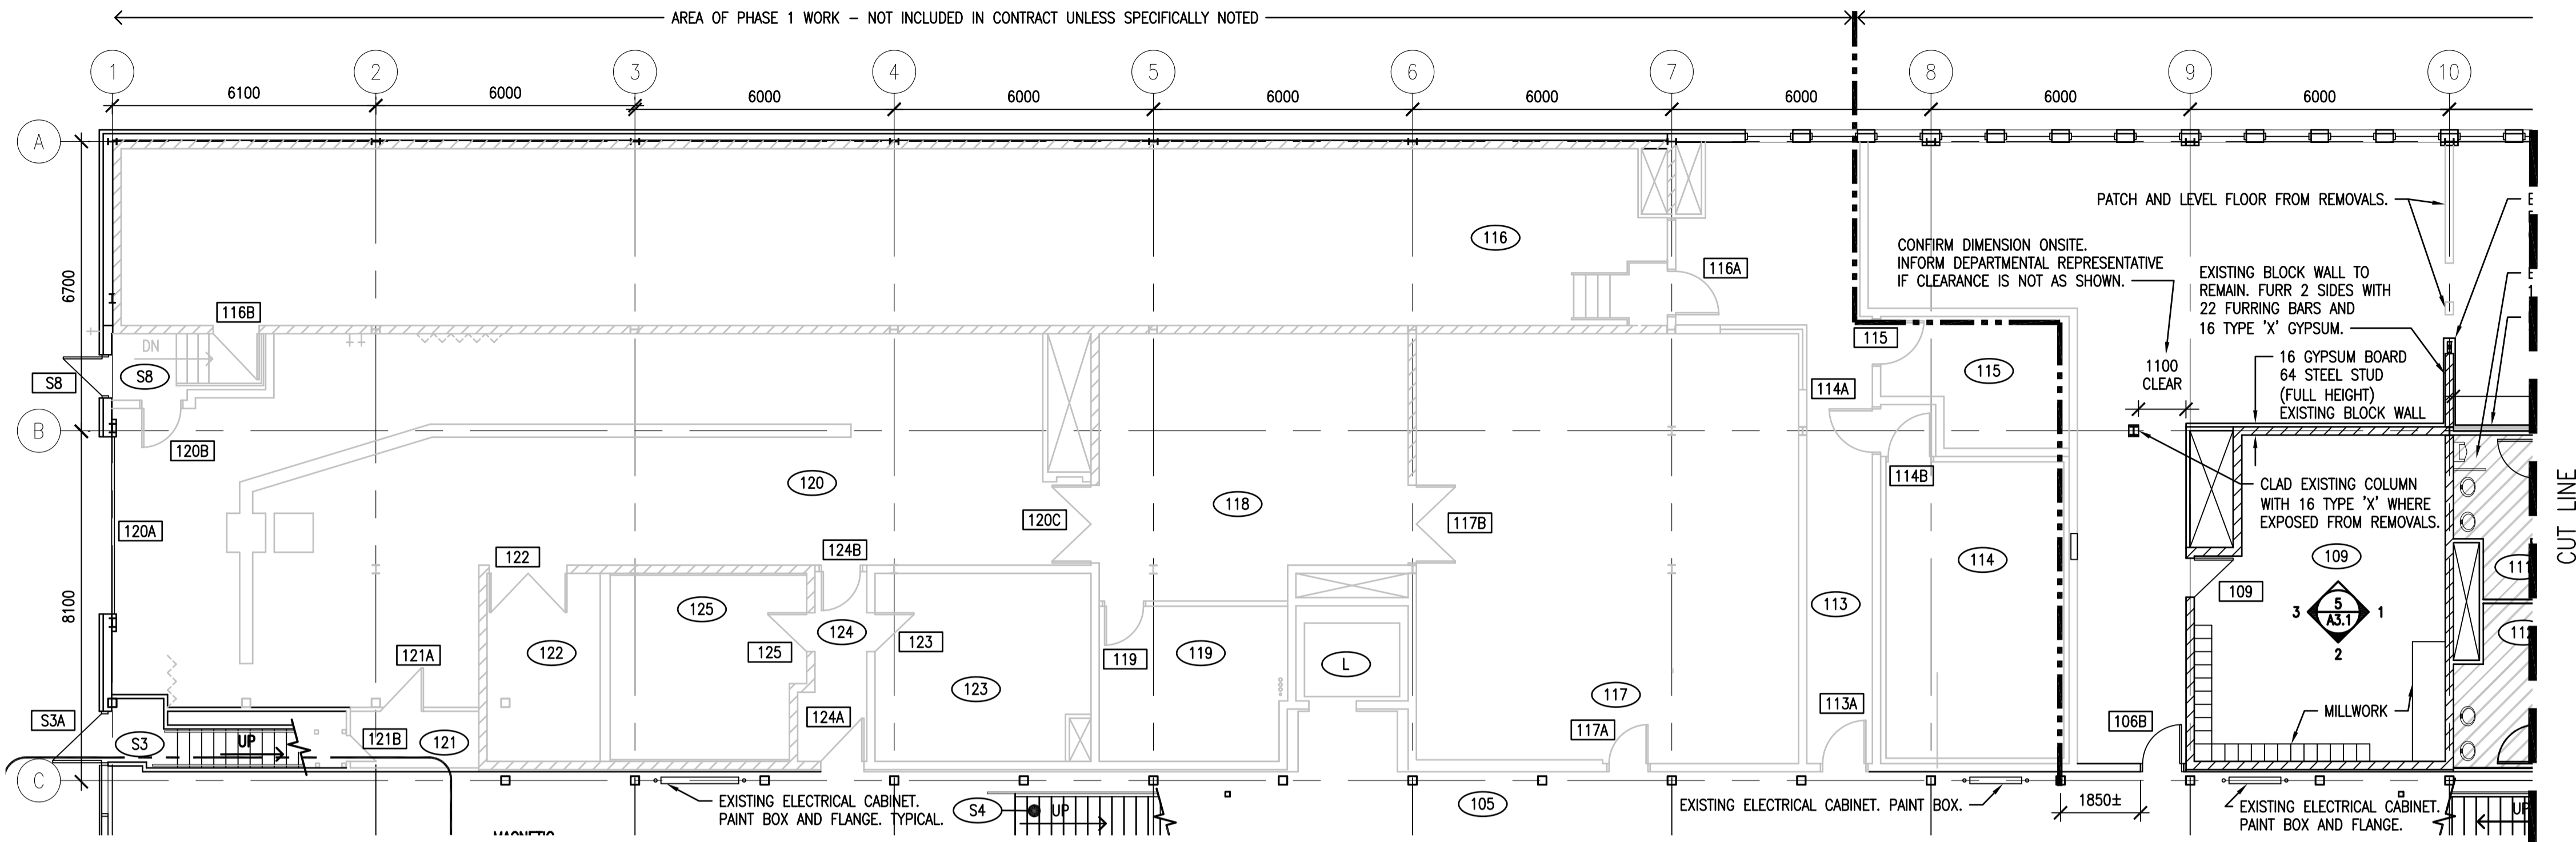 AREA OF PHASE 1 WORK – NOT INCLUDED IN CONTRACT UNLESS SPECIFICALLY NOTED
1 2 3 4 5 6 7 8 9 10
6100 6000 6000 6000 6000 6000 6000 6000 6000
A
PATCH AND LEVEL FLOOR FROM REMOVALS.
E
116
CONFIRM DIMENSION ONSITE.
INFORM DEPARTMENTAL REPRESENTATIVE
IF CLEARANCE IS NOT AS SHOWN.
116A
EXISTING BLOCK WALL TO
REMAIN. FURR 2 SIDES WITH
22 FURRING BARS AND
16 TYPE 'X' GYPSUM.
E
1
6700
116B
DN
S8
S8
115
115
1100
CLEAR
16 GYPSUM BOARD
64 STEEL STUD
(FULL HEIGHT)
EXISTING BLOCK WALL
114A
B
120B
120
114B
CLAD EXISTING COLUMN
WITH 16 TYPE 'X' WHERE
EXPOSED FROM REMOVALS.
CUT LINE
120A
120C
118
117B
122
124B
114
109
111
109
8100
125
113
5
A3.1
3
1
2
124
123
112
122
121A
125
119
119
L
123
117
S3A
S3
UP
121B
121
124A
117A
113A
106B
MILLWORK
C
EXISTING ELECTRICAL CABINET.
PAINT BOX AND FLANGE. TYPICAL.
S4
UP
105
EXISTING ELECTRICAL CABINET. PAINT BOX.
1850±
EXISTING ELECTRICAL CABINET.
PAINT BOX AND FLANGE.
UP
MAGNETIC